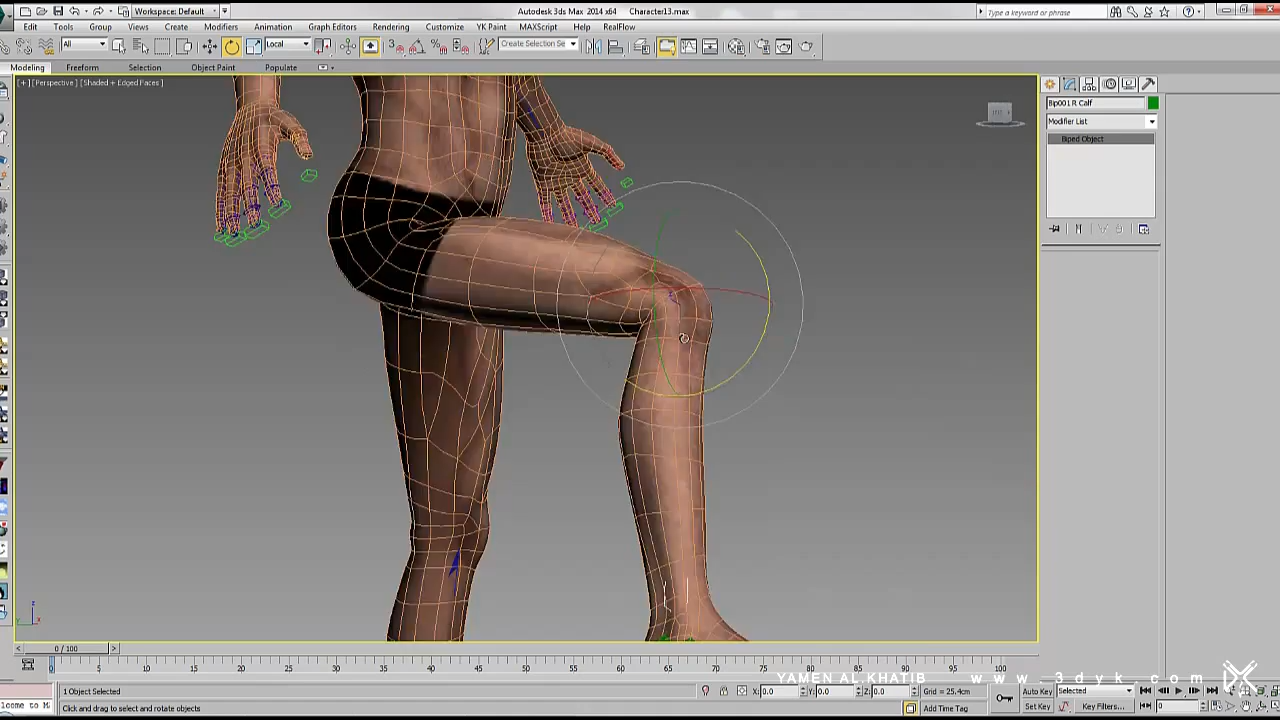 Workspace: Default
Autodesk 3ds Max 2014 x64 Character13.max
Type a keyword or phrase
Edit Tools Group Views Create Modifiers Animation Graph Editors Rendering Customize YK Paint MAXScript Help RealFlow
All Local Create Selection Se
Modeling Freeform Selection Object Paint Populate
[+] [Perspective] [Shaded + Edged Faces]
Bip001 R Calf
Modifier List
Biped Object
0 / 100
0 5 10 15 20 25 30 35 40 45 50 55 60 65 70 75 80 85 90 95 100
YAMEN AL KHATIB www.3dyk.com
1 Object Selected X: 0.0 Y: 0.0 Z: 0.0 Grid = 25.4cm Auto Key Selected
Click and drag to select and rotate objects Add Time Tag Set Key Key Filters... 0